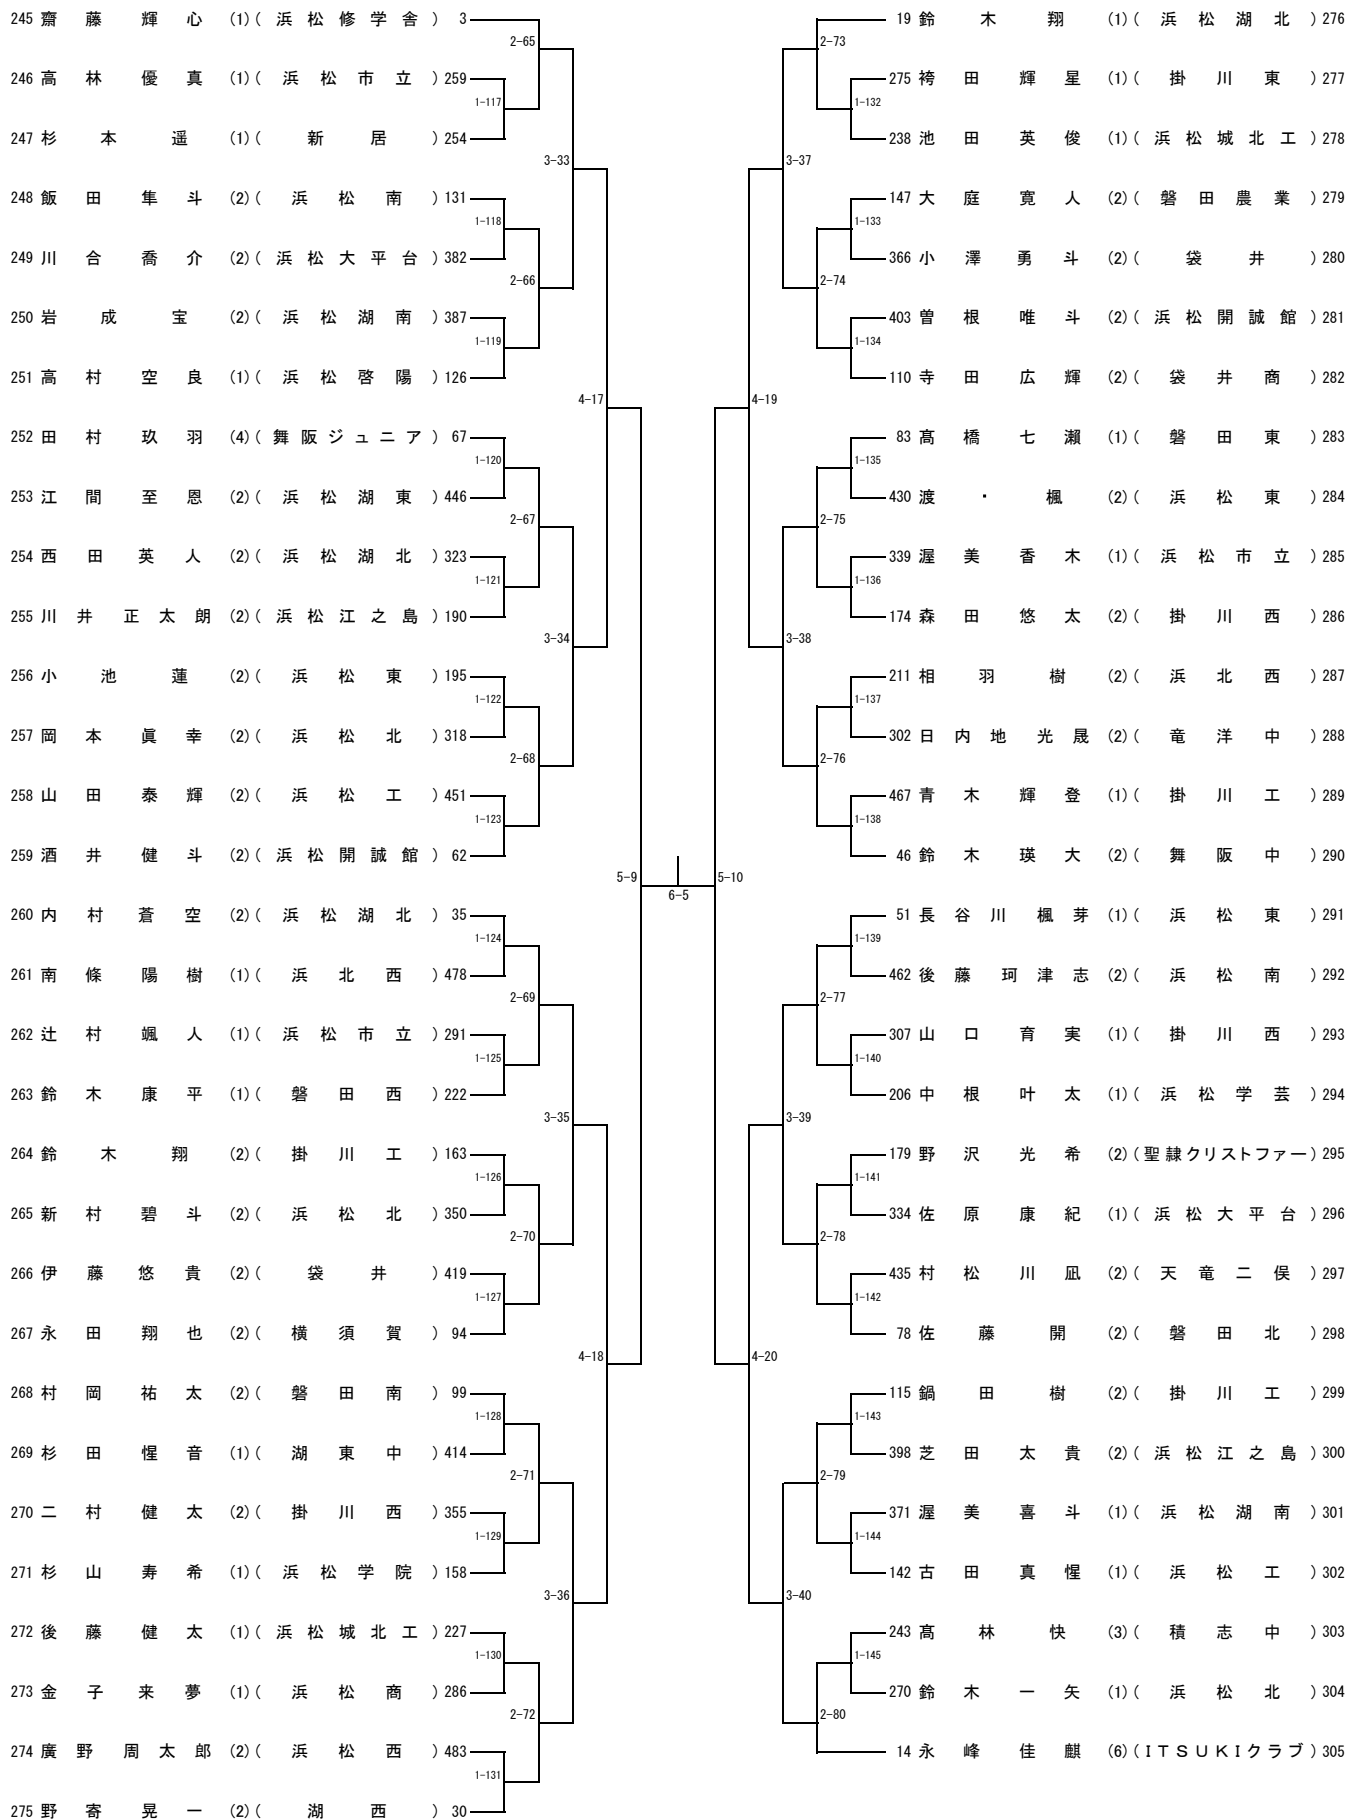 245 齋藤輝心 (1) (浜松修学舎) 3
2-65
246 高林優真 (1) (浜松市立) 259
1-117
247 杉本遥 (1) (新居) 254
3-33
248 飯田隼斗 (2) (浜松南) 131
1-118
249 川合喬介 (2) (浜松大平台) 382
2-66
250 岩成宝 (2) (浜松湖南) 387
1-119
251 高村空良 (1) (浜松啓陽) 126
4-17
252 田村玖羽 (4) (舞阪ジュニア) 67
1-120
253 江間至恩 (2) (浜松湖東) 446
2-67
254 西田英人 (2) (浜松湖北) 323
1-121
255 川井正太朗 (2) (浜松江之島) 190
3-34
256 小池蓮 (2) (浜松東) 195
1-122
257 岡本眞幸 (2) (浜松北) 318
2-68
258 山田泰輝 (2) (浜松工) 451
1-123
259 酒井健斗 (2) (浜松開誠館) 62
5-9
260 内村蒼空 (2) (浜松湖北) 35
1-124
261 南條陽樹 (1) (浜北西) 478
2-69
262 辻村颯人 (1) (浜松市立) 291
1-125
263 鈴木康平 (1) (磐田西) 222
3-35
264 鈴木翔 (2) (掛川工) 163
1-126
265 新村碧斗 (2) (浜松北) 350
2-70
266 伊藤悠貴 (2) (袋井) 419
1-127
267 永田翔也 (2) (横須賀) 94
4-18
268 村岡祐太 (2) (磐田南) 99
1-128
269 杉田惺音 (1) (湖東中) 414
2-71
270 二村健太 (2) (掛川西) 355
1-129
271 杉山寿希 (1) (浜松学院) 158
3-36
272 後藤健太 (1) (浜松城北工) 227
1-130
273 金子来夢 (1) (浜松商) 286
2-72
274 廣野周太郎 (2) (浜松西) 483
1-131
275 野寄晃一 (2) (湖西) 30
6-5
19 鈴木翔 (1) (浜松湖北) 276
2-73
275 袴田輝星 (1) (掛川東) 277
1-132
238 池田英俊 (1) (浜松城北工) 278
3-37
147 大庭寛人 (2) (磐田農業) 279
1-133
366 小澤勇斗 (2) (袋井) 280
2-74
403 曽根唯斗 (2) (浜松開誠館) 281
1-134
110 寺田広輝 (2) (袋井商) 282
4-19
83 髙橋七瀬 (1) (磐田東) 283
1-135
430 渡・楓 (2) (浜松東) 284
2-75
339 渥美香木 (1) (浜松市立) 285
1-136
174 森田悠太 (2) (掛川西) 286
3-38
211 相羽樹 (2) (浜北西) 287
1-137
302 日内地光晟 (2) (竜洋中) 288
2-76
467 青木輝登 (1) (掛川工) 289
1-138
46 鈴木瑛大 (2) (舞阪中) 290
5-10
51 長谷川楓芽 (1) (浜松東) 291
1-139
462 後藤珂津志 (2) (浜松南) 292
2-77
307 山口育実 (1) (掛川西) 293
1-140
206 中根叶太 (1) (浜松学芸) 294
3-39
179 野沢光希 (2) (聖隷クリストファー) 295
1-141
334 佐原康紀 (1) (浜松大平台) 296
2-78
435 村松川凪 (2) (天竜二俣) 297
1-142
78 佐藤開 (2) (磐田北) 298
4-20
115 鍋田樹 (2) (掛川工) 299
1-143
398 芝田太貴 (2) (浜松江之島) 300
2-79
371 渥美喜斗 (1) (浜松湖南) 301
1-144
142 古田真惺 (1) (浜松工) 302
3-40
243 髙林快 (3) (積志中) 303
1-145
270 鈴木一矢 (1) (浜松北) 304
2-80
14 永峰佳麒 (6) (ITSUKIクラブ) 305